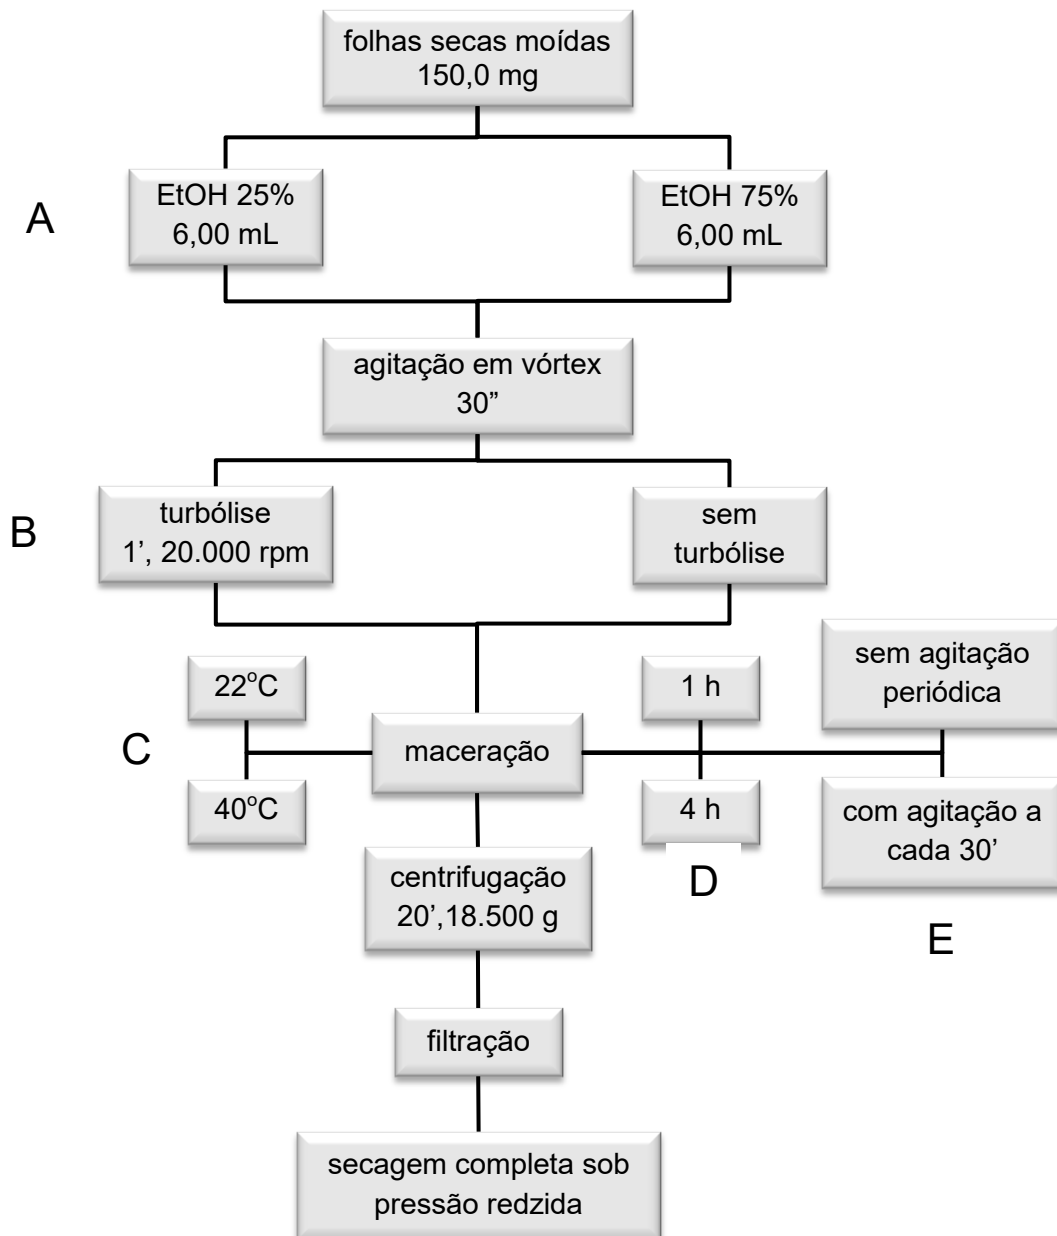 folhas secas moídas
150,0 mg
A
EtOH 25%
6,00 mL
EtOH 75%
6,00 mL
agitação em vórtex
30”
B
turbólise
1’, 20.000 rpm
sem
turbólise
C
22°C
40°C
maceração
1 h
4 h
D
sem agitação
periódica
com agitação a
cada 30’
E
centrifugação
20’,18.500 g
filtração
secagem completa sob
pressão redzida